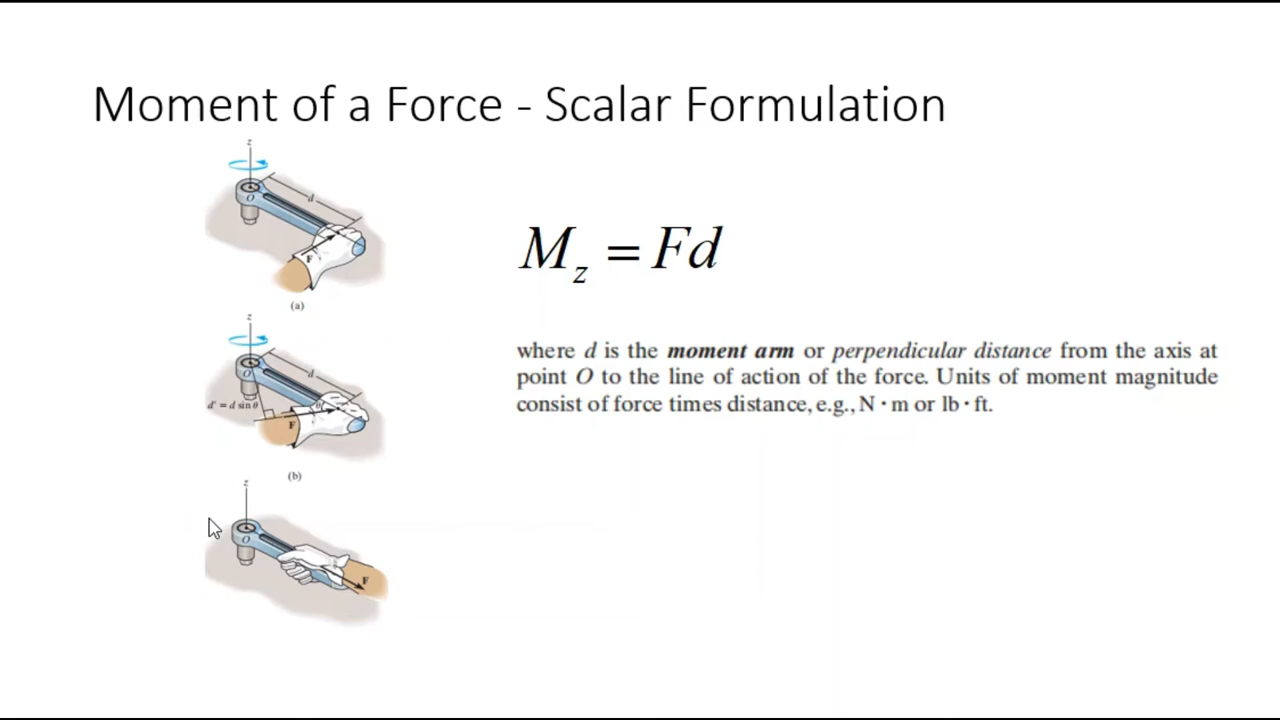 Moment of a Force - Scalar Formulation
z
O
d
F
(a)
M_z = Fd
where d is the moment arm or perpendicular distance from the axis at
point O to the line of action of the force. Units of moment magnitude
consist of force times distance, e.g., N · m or lb · ft.
z
O
d
d' = d sin θ
θ
F
(b)
z
O
F